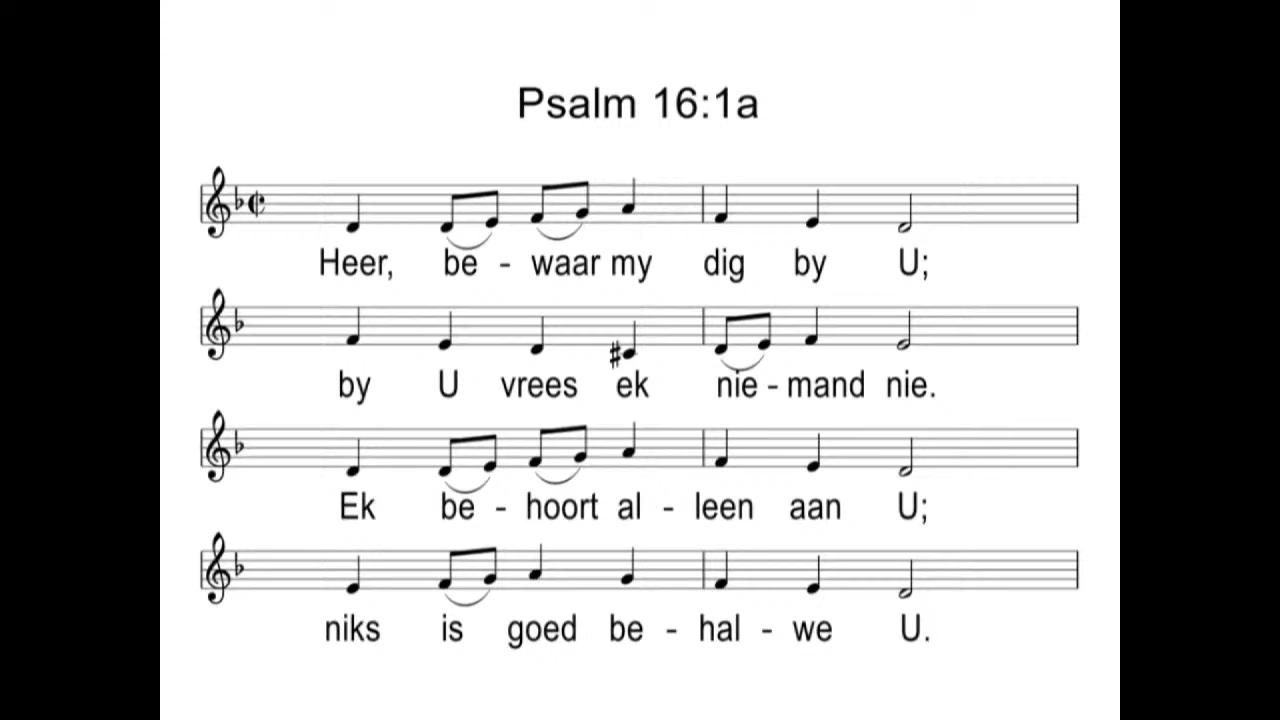 Psalm 16:1a
Heer, be - waar my dig by U;
by U vrees ek nie - mand nie.
Ek be - hoort al - leen aan U;
niks is goed be - hal - we U.